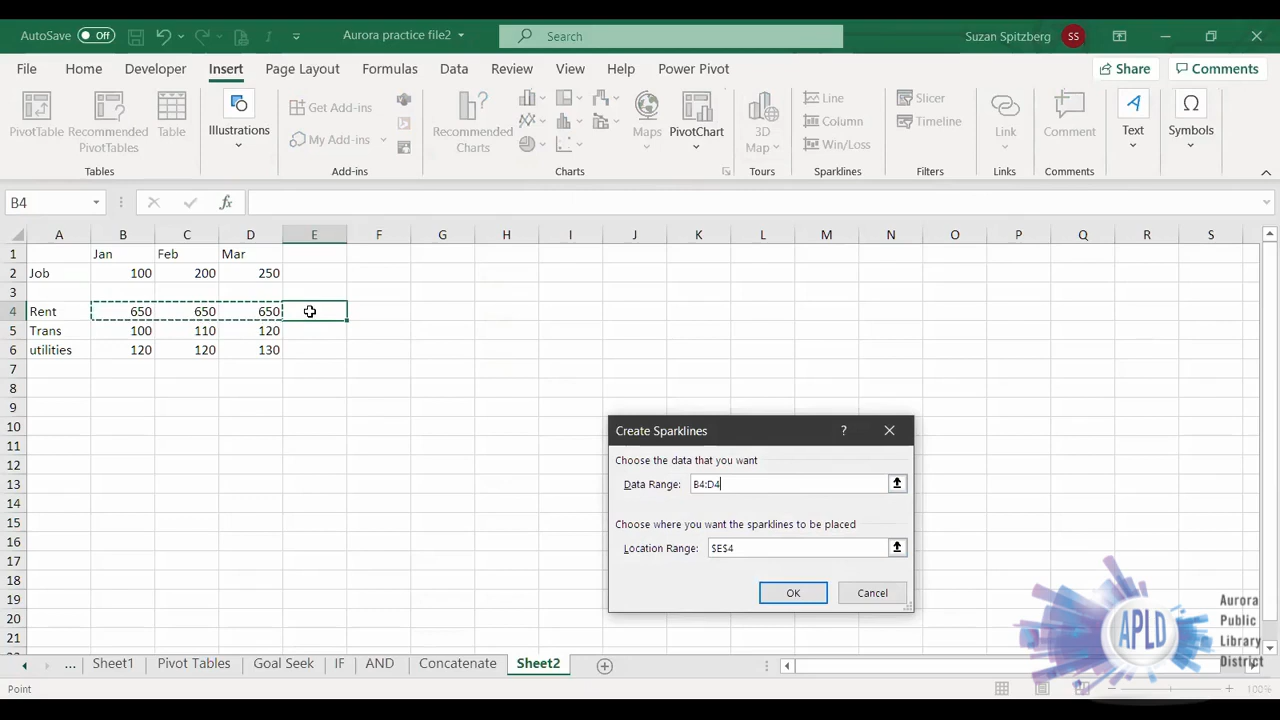 AutoSave Off Aurora practice file2 Search Suzan Spitzberg SS
File Home Developer Insert Page Layout Formulas Data Review View Help Power Pivot Share Comments
PivotTable
Recommended
PivotTables
Table
Tables
Illustrations
Get Add-ins
My Add-ins
Add-ins
Recommended
Charts
Maps
PivotChart
Charts
3D
Map
Tours
Line
Column
Win/Loss
Sparklines
Slicer
Timeline
Filters
Link
Links
Comment
Comments
Text
Symbols
B4 fx
A B C D E F G H I J K L M N O P Q R S
1 Jan Feb Mar
2 Job 100 200 250
3
4 Rent 650 650 650
5 Trans 100 110 120
6 utilities 120 120 130
7
8
9
10
11
12
13
14
15
16
17
18
19
20
21
Create Sparklines ?
Choose the data that you want
Data Range: B4:D4
Choose where you want the sparklines to be placed
Location Range: $E$4
OK Cancel
APLD
Aurora
Public
Library
District
... Sheet1 Pivot Tables Goal Seek IF AND Concatenate Sheet2
Point 100%